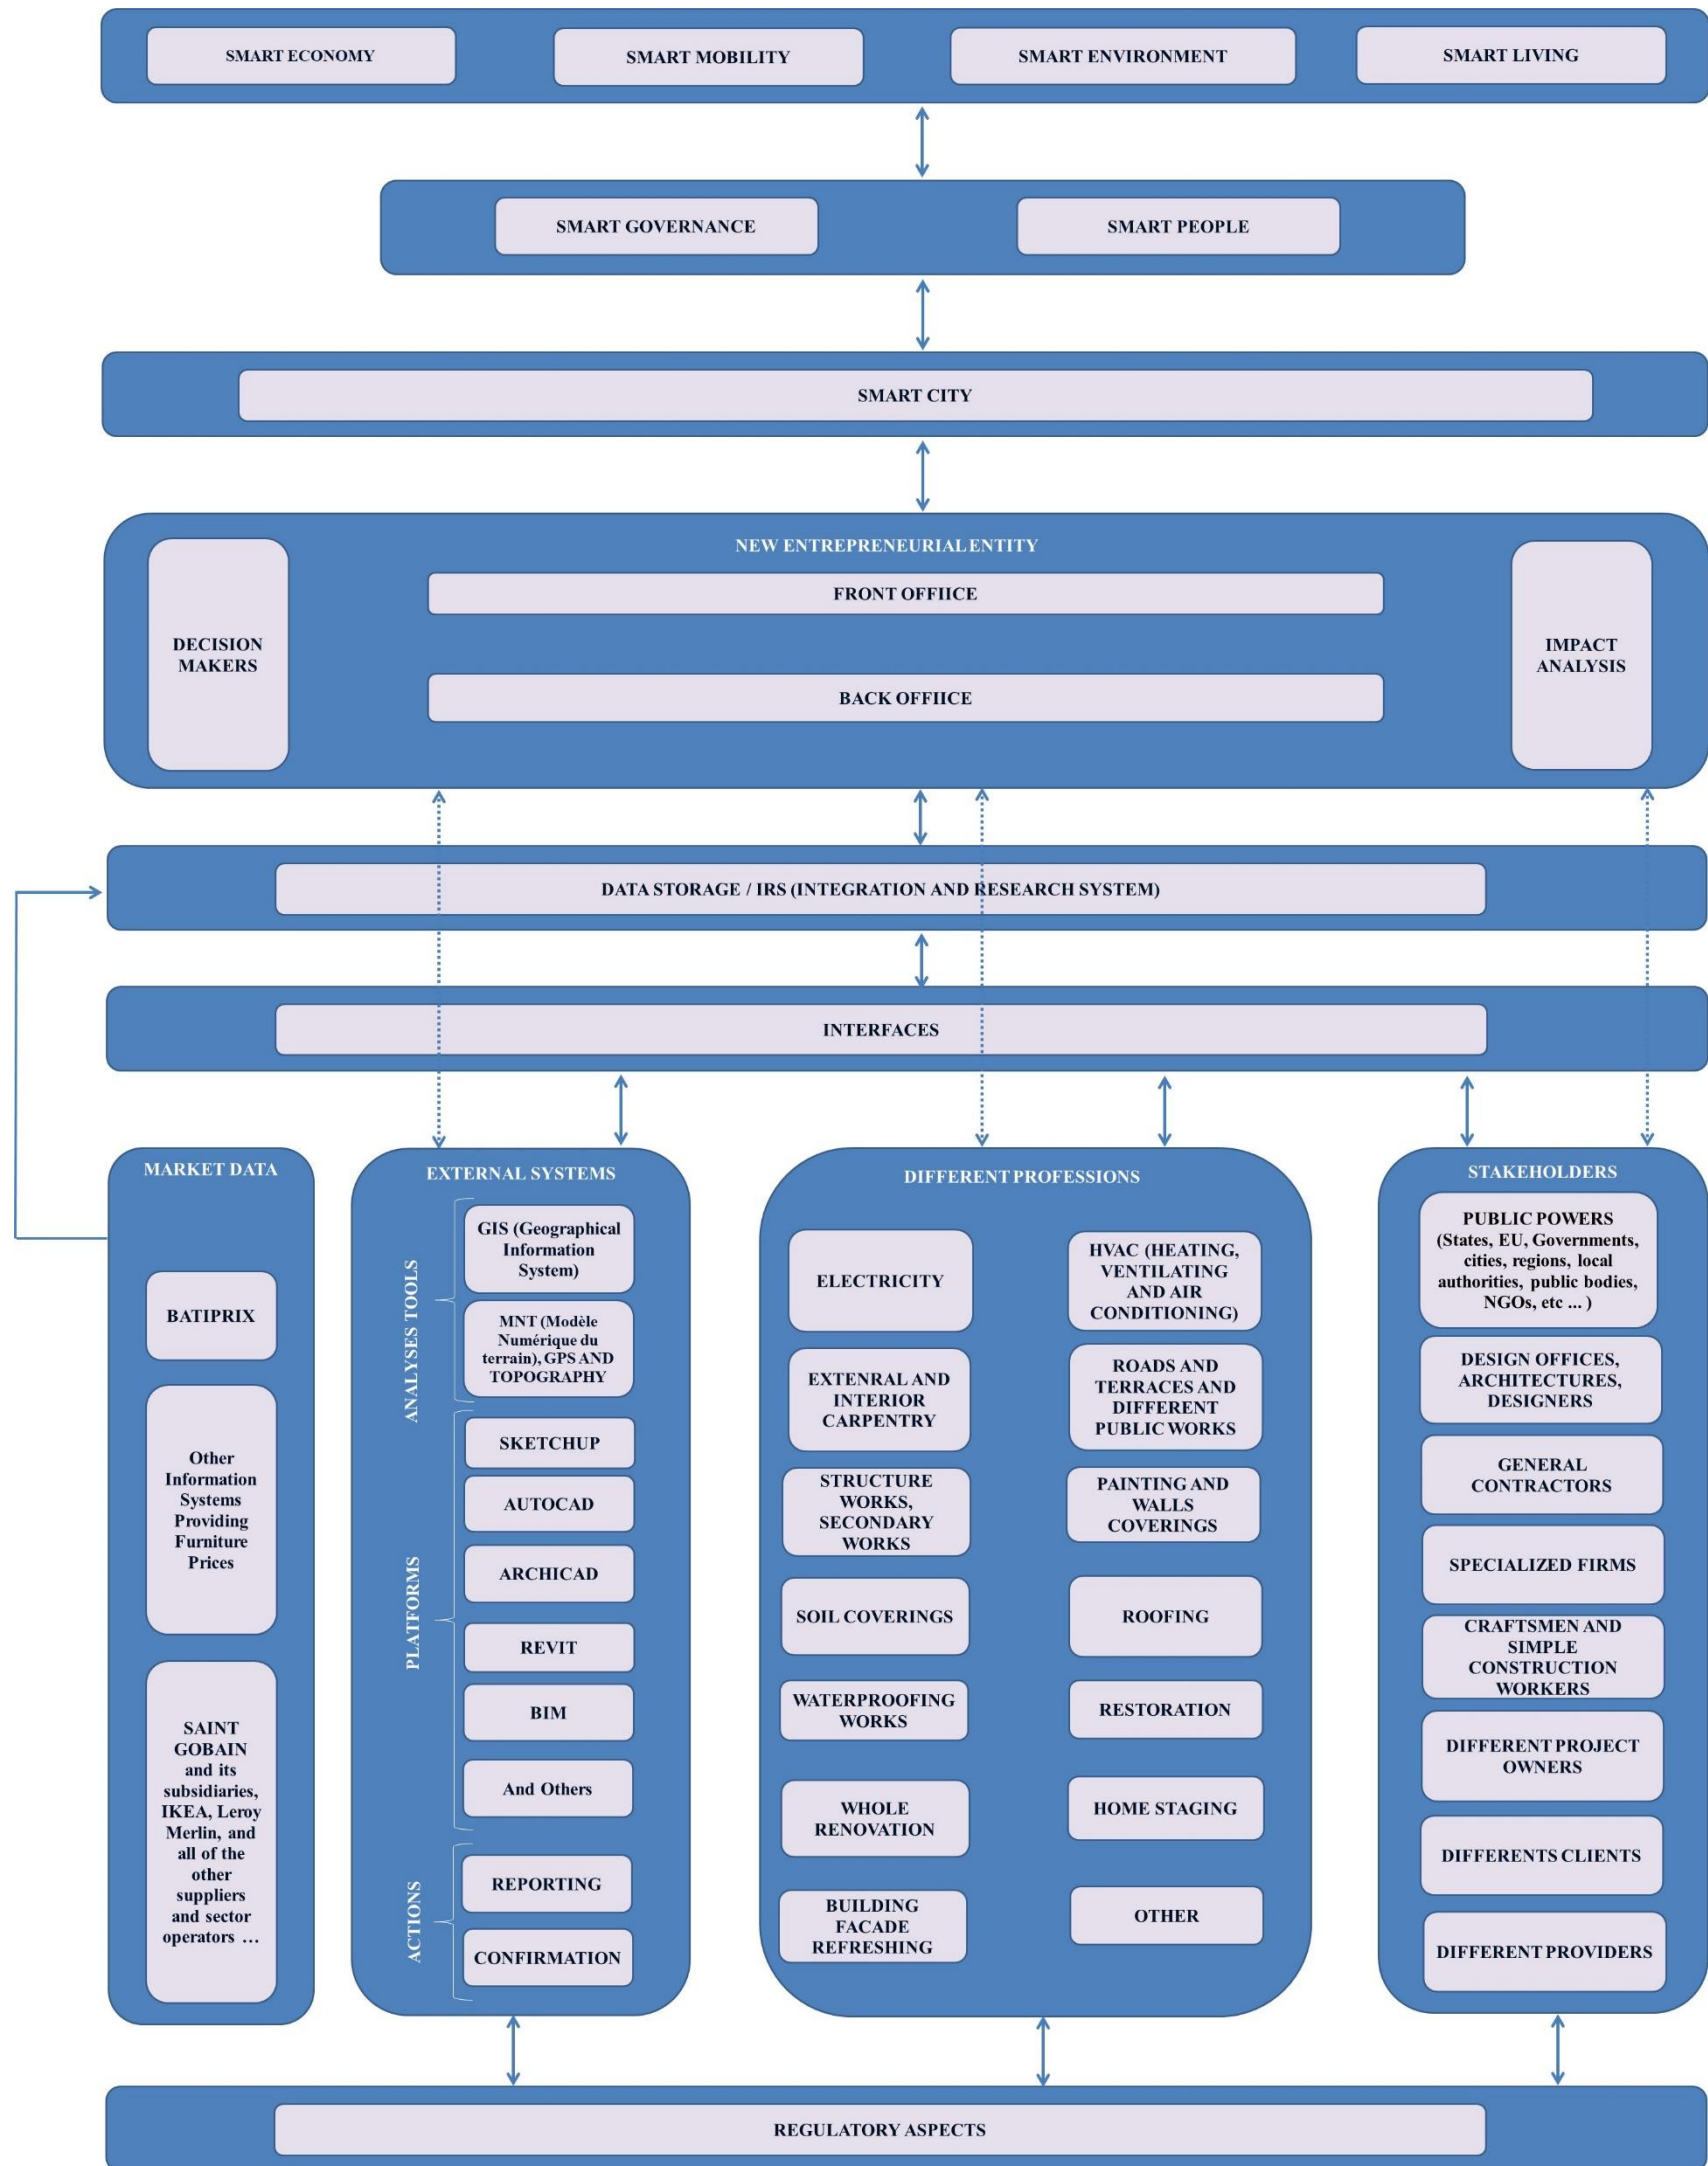 SMART ECONOMY
SMART MOBILITY
SMART ENVIRONMENT
SMART LIVING
SMART GOVERNANCE
SMART PEOPLE
SMART CITY
NEW ENTREPRENEURIAL ENTITY
DECISION
MAKERS
FRONT OFFIICE
BACK OFFIICE
IMPACT
ANALYSIS
DATA STORAGE / IRS (INTEGRATION AND RESEARCH SYSTEM)
INTERFACES
MARKET DATA
BATIPRIX
Other
Information
Systems
Providing
Furniture
Prices
SAINT
GOBAIN
and its
subsidiaries,
IKEA, Leroy
Merlin, and
all of the
other
suppliers
and sector
operators ...
EXTERNAL SYSTEMS
ANALYSES TOOLS
GIS (Geographical
Information
System)
MNT (Modèle
Numérique du
terrain), GPS AND
TOPOGRAPHY
PLATFORMS
SKETCHUP
AUTOCAD
ARCHICAD
REVIT
BIM
And Others
ACTIONS
REPORTING
CONFIRMATION
DIFFERENT PROFESSIONS
ELECTRICITY
HVAC (HEATING,
VENTILATING
AND AIR
CONDITIONING)
EXTENRAL AND
INTERIOR
CARPENTRY
ROADS AND
TERRACES AND
DIFFERENT
PUBLIC WORKS
STRUCTURE
WORKS,
SECONDARY
WORKS
PAINTING AND
WALLS
COVERINGS
SOIL COVERINGS
ROOFING
WATERPROOFING
WORKS
RESTORATION
WHOLE
RENOVATION
HOME STAGING
BUILDING
FACADE
REFRESHING
OTHER
STAKEHOLDERS
PUBLIC POWERS
(States, EU, Governments,
cities, regions, local
authorities, public bodies,
NGOs, etc ... )
DESIGN OFFICES,
ARCHITECTURES,
DESIGNERS
GENERAL
CONTRACTORS
SPECIALIZED FIRMS
CRAFTSMEN AND
SIMPLE
CONSTRUCTION
WORKERS
DIFFERENT PROJECT
OWNERS
DIFFERENTS CLIENTS
DIFFERENT PROVIDERS
REGULATORY ASPECTS